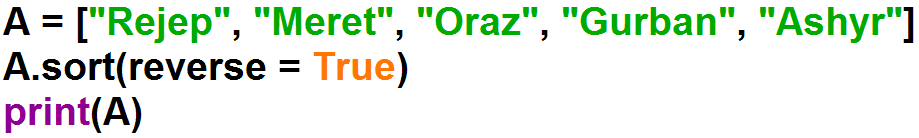 A = ["Rejep", "Meret", "Oraz", "Gurban", "Ashyr"]
A.sort(reverse = True)
print(A)